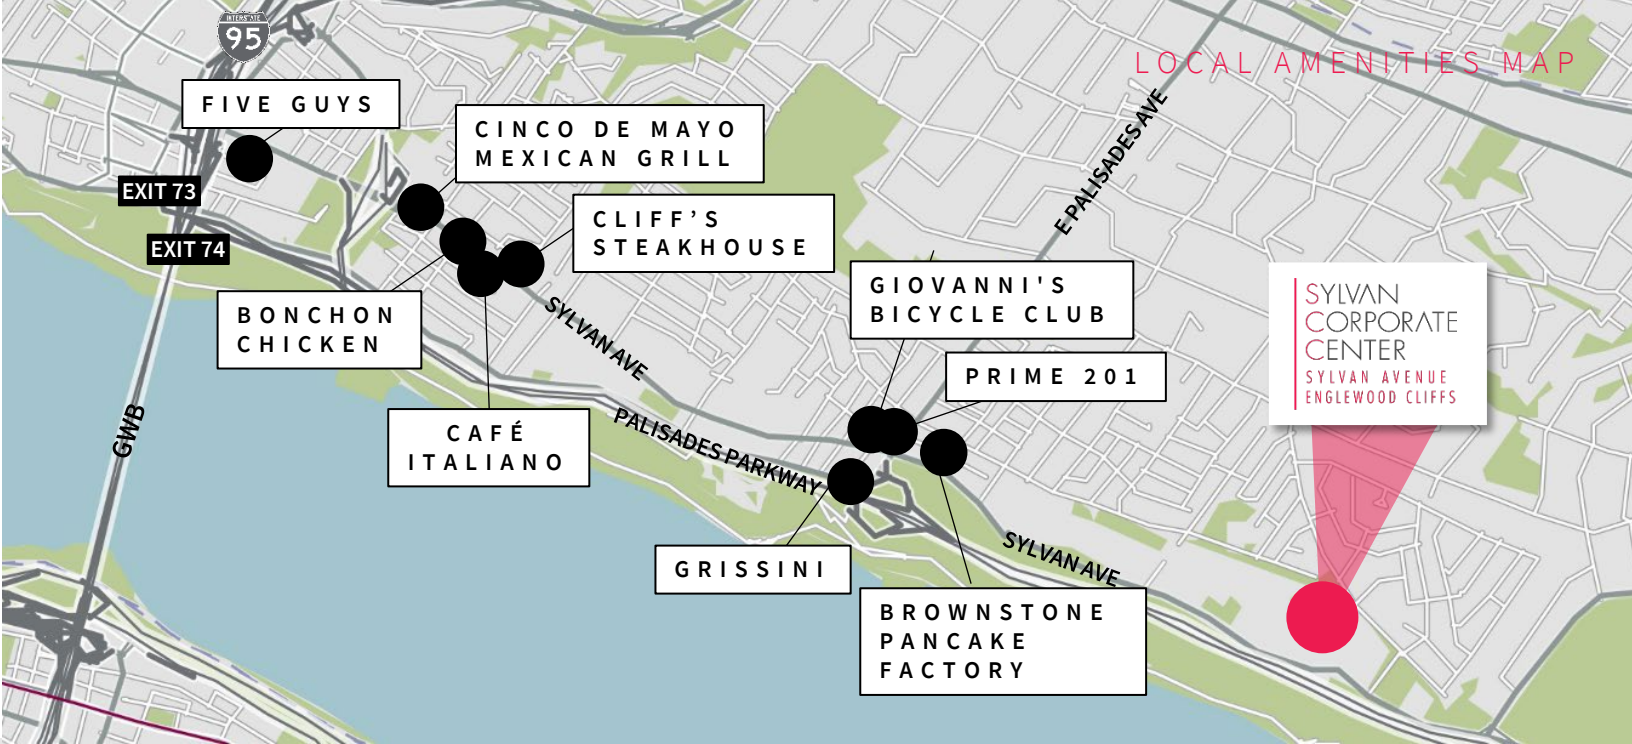 INTERSTATE
95
LOCAL AMENITIES MAP
FIVE GUYS
CINCO DE MAYO
MEXICAN GRILL
E PALISADES AVE
EXIT 73
CLIFF'S
STEAKHOUSE
EXIT 74
GIOVANNI'S
BICYCLE CLUB
SYLVAN
CORPORATE
CENTER
SYLVAN AVENUE
ENGLEWOOD CLIFFS
BONCHON
CHICKEN
SYLVAN AVE
PRIME 201
GWB
CAFÉ
ITALIANO
PALISADES PARKWAY
GRISSINI
SYLVAN AVE
BROWNSTONE
PANCAKE
FACTORY